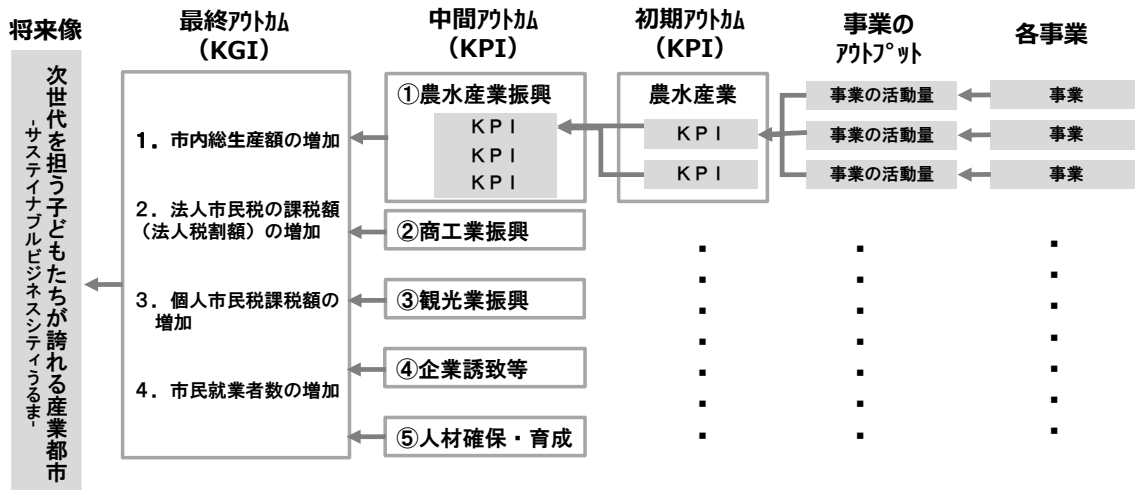 将来像
最終ｱｳﾄｶﾑ
（KGI）
中間ｱｳﾄｶﾑ
（KPI）
初期ｱｳﾄｶﾑ
（KPI）
事業の
ｱｳﾄﾌﾟｯﾄ
各事業
次世代を担う子どもたちが誇れる産業都市
-サステイナブルビジネスシティうるま-
１．市内総生産額の増加
２．法人市民税の課税額
（法人税割額）の増加
３．個人市民税課税額の
増加
４．市民就業者数の増加
①農水産業振興
ＫＰＩ
ＫＰＩ
ＫＰＩ
②商工業振興
③観光業振興
④企業誘致等
⑤人材確保・育成
農水産業
ＫＰＩ
ＫＰＩ
事業の活動量
事業の活動量
事業の活動量
事業
事業
事業